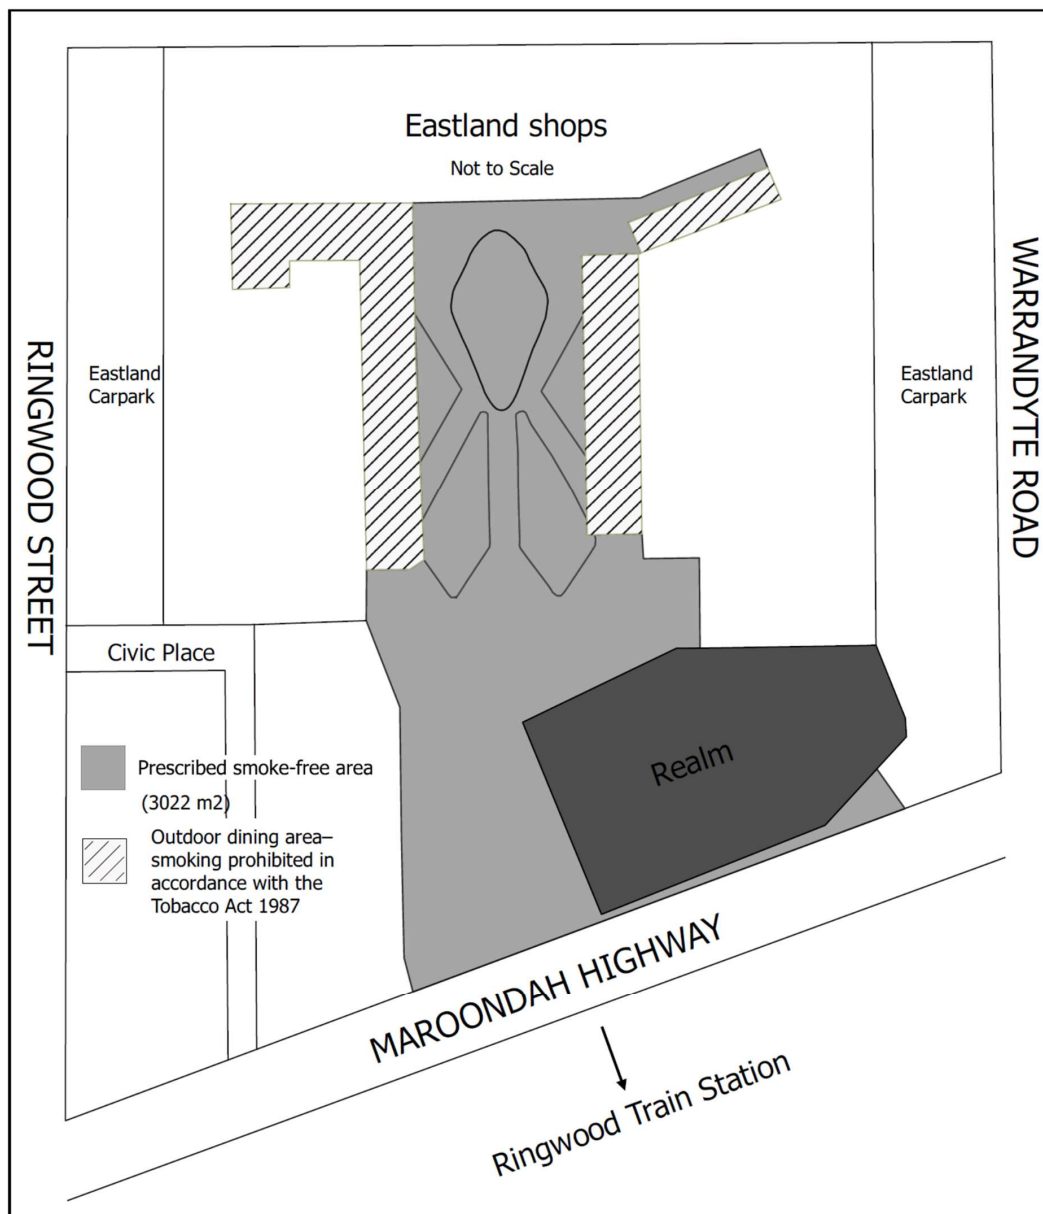 Eastland shops
Not to Scale
RINGWOOD STREET
Eastland
Carpark
Eastland
Carpark
WARRANDYTE ROAD
Civic Place
Prescribed smoke-free area
(3022 m2)
Outdoor dining area–
smoking prohibited in
accordance with the
Tobacco Act 1987
Realm
MAROONDAH HIGHWAY
Ringwood Train Station